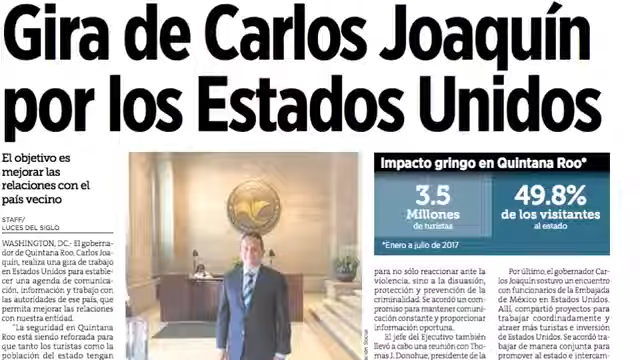 Gira de Carlos Joaquín
por los Estados Unidos
El objetivo es
mejorar las
relaciones con el
país vecino
STAFF/
LUCES DEL SIGLO
WASHINGTON, DC.- El goberna-
dor de Quintana Roo, Carlos Joa-
quín, realiza una gira de trabajo
en Estados Unidos para estable-
cer una agenda de comunica-
ción, información y trabajo con
las autoridades de ese país, que
permita mejorar las relaciones
con nuestra entidad.
"La seguridad en Quintana
Roo está siendo reforzada para
que tanto los turistas como la
población del estado tengan
Impacto gringo en Quintana Roo*
3.5
Millones
de turistas
49.8%
de los visitantes
al estado
*Enero a julio de 2017
para no sólo reaccionar ante la
violencia, sino a la disuasión,
protección y prevención de la
criminalidad. Se acordó un com-
promiso para mantener comuni-
cación constante y proporcionar
información oportuna.
El jefe del Ejecutivo también
llevó a cabo una reunión con Tho-
mas J. Donohue, presidente de la
Por último, el gobernador Car-
los Joaquín sostuvo un encuentro
con funcionarios de la Embajada
de México en Estados Unidos.
Allí, compartió proyectos para
trabajar coordinadamente y
atraer más turismo e inversión
de Estados Unidos. Se acordó tra-
bajar de manera conjunta para
promover al estado e intercam-